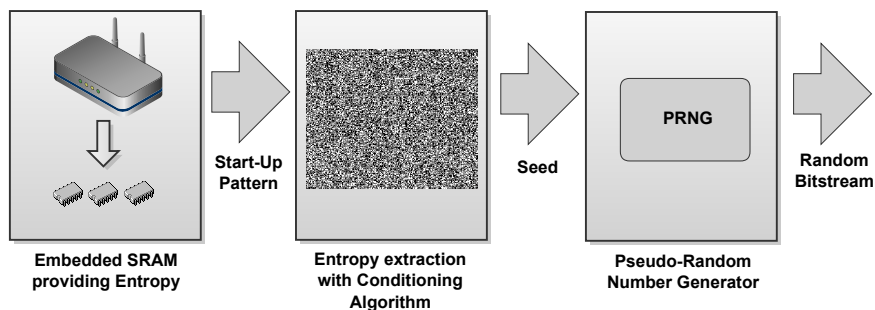 Start-Up
Pattern
Seed
PRNG
Random
Bitstream
Embedded SRAM
providing Entropy
Entropy extraction
with Conditioning
Algorithm
Pseudo-Random
Number Generator